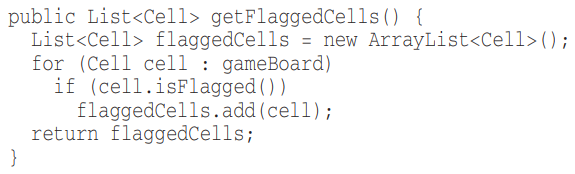 public List<Cell> getFlaggedCells() {
  List<Cell> flaggedCells = new ArrayList<Cell>();
  for (Cell cell : gameBoard)
    if (cell.isFlagged())
      flaggedCells.add(cell);
  return flaggedCells;
}